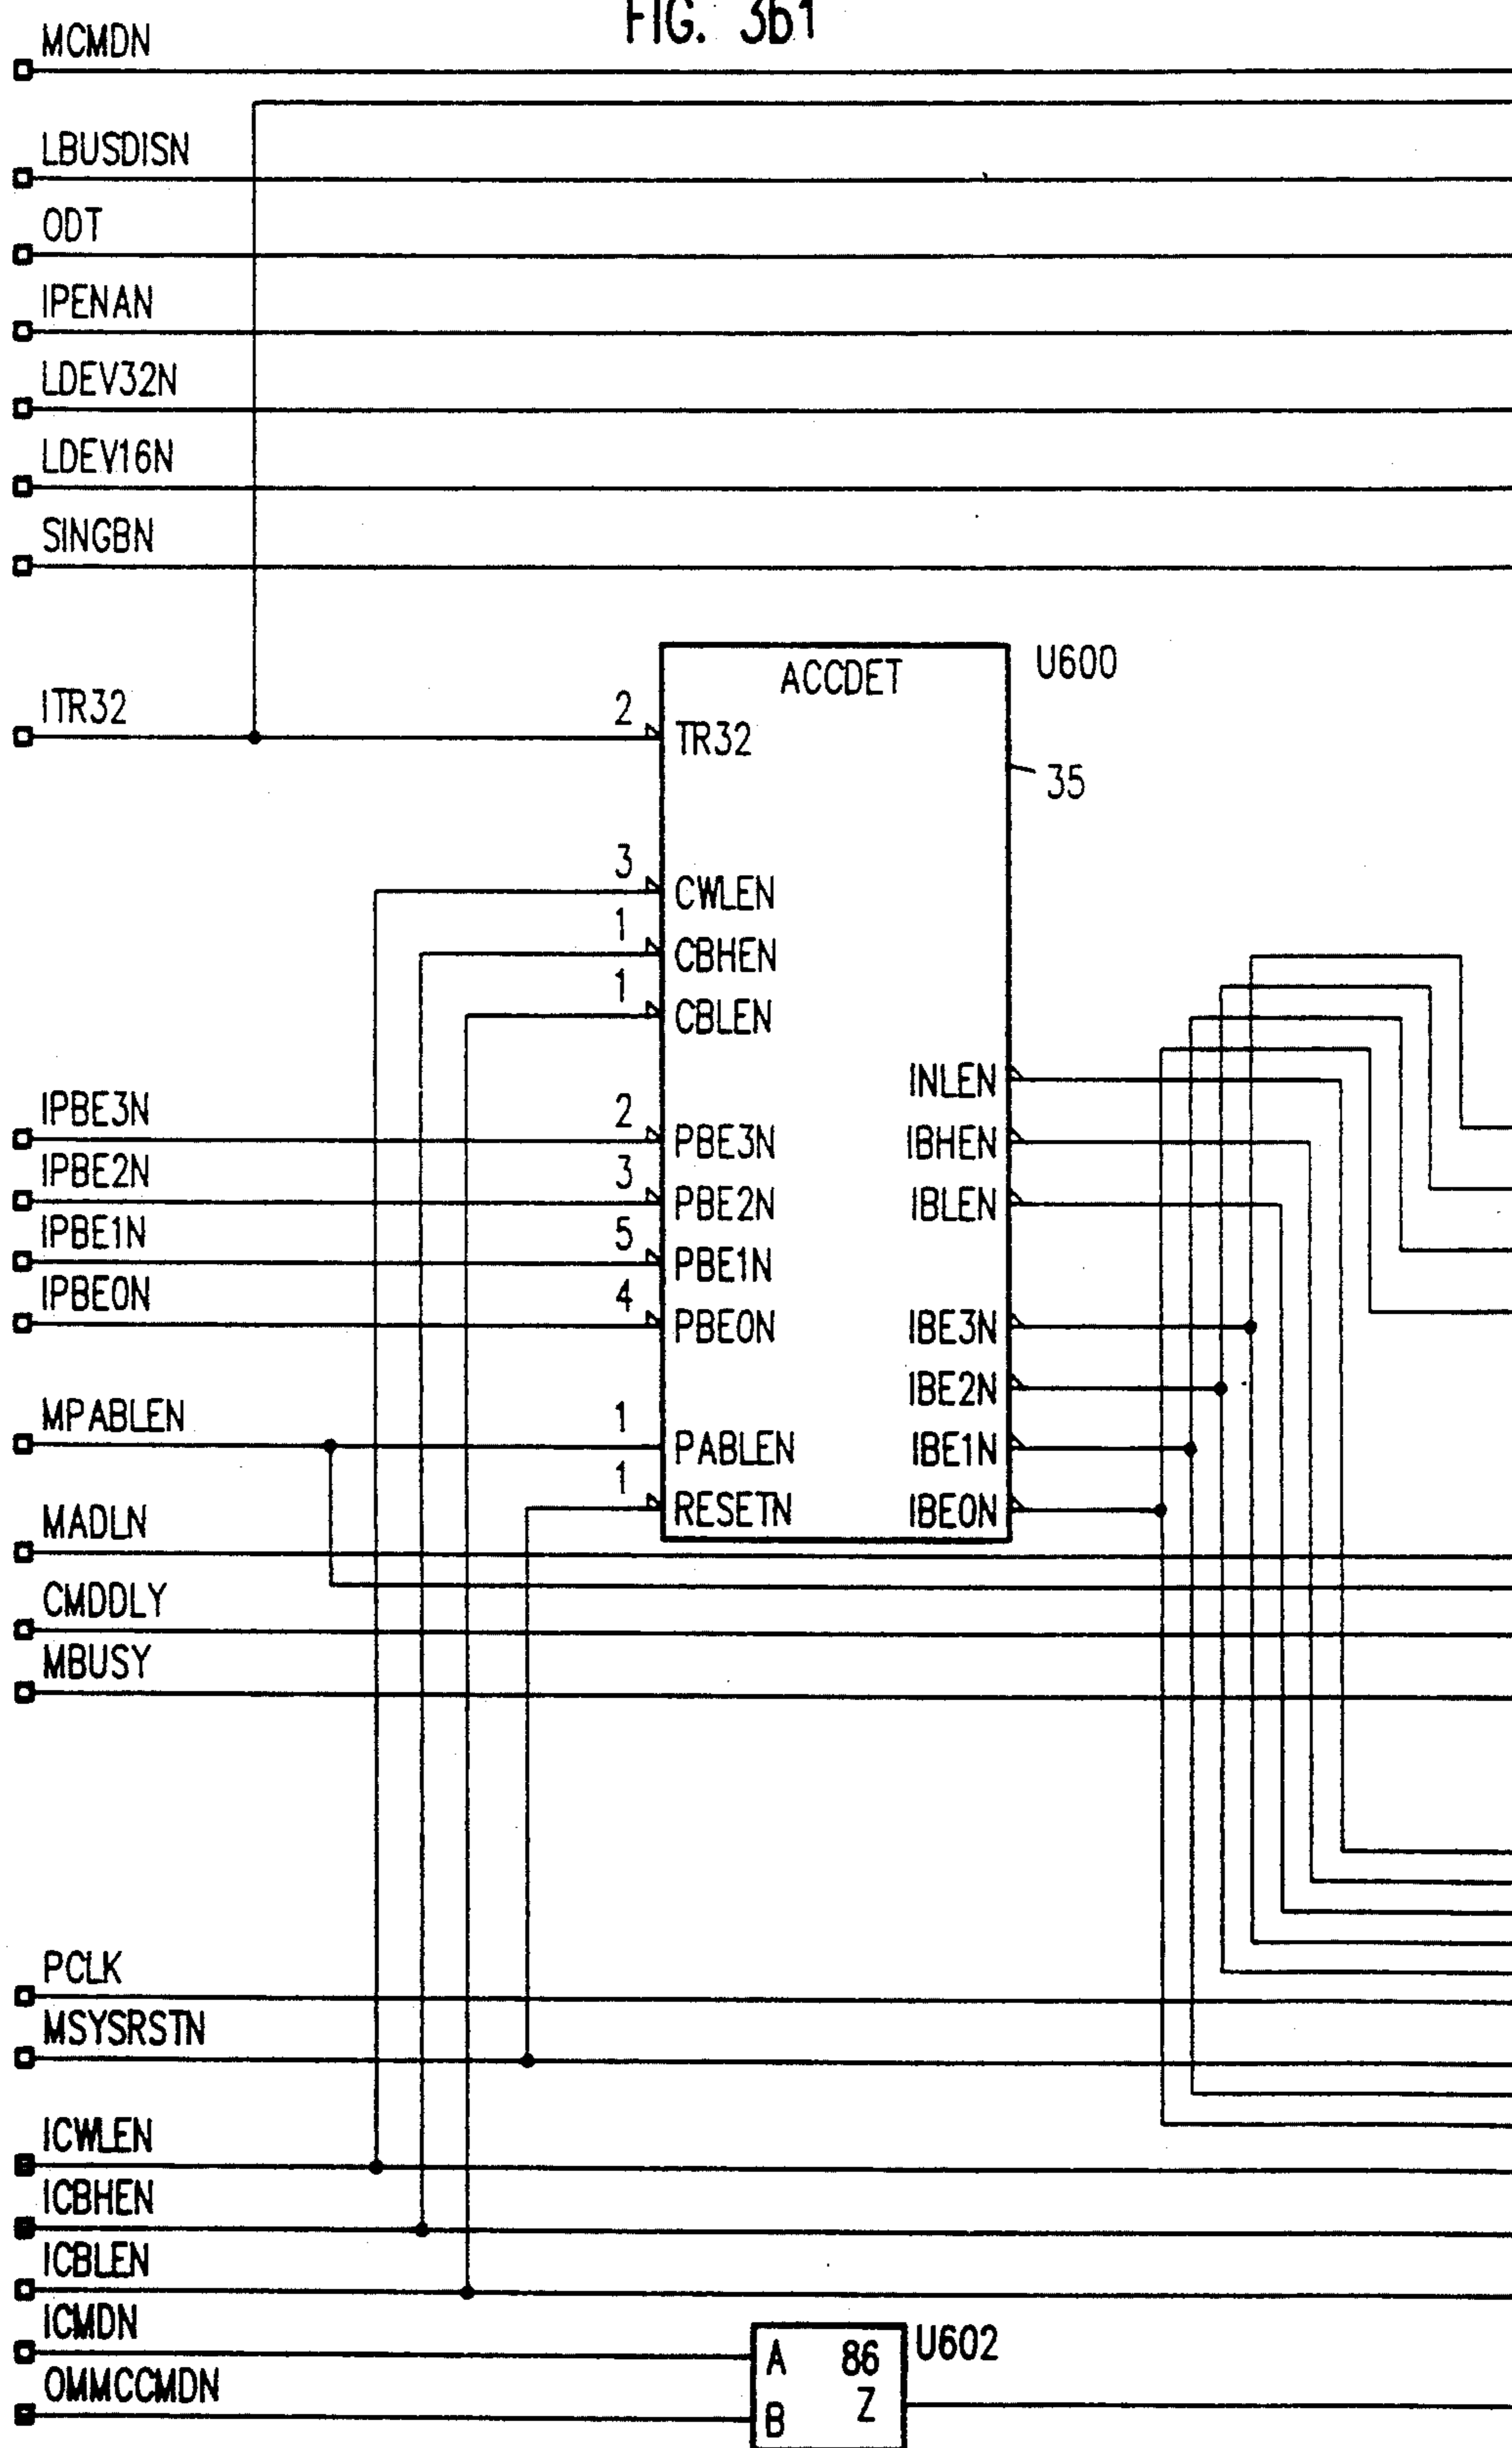 FIG. 3b1
MCMDN
LBUSDISN
ODT
IPENAN
LDEV32N
LDEV16N
SINGBN
ITR32
2
ACCDET
U600
TR32
35
3
CWLEN
1
CBHEN
1
CBLEN
INLEN
IPBE3N
2
PBE3N
IBHEN
IPBE2N
3
PBE2N
IBLEN
IPBE1N
5
PBE1N
IPBE0N
4
PBE0N
IBE3N
IBE2N
MPABLEN
1
PABLEN
IBE1N
1
RESETN
IBE0N
MADLN
CMDDLY
MBUSY
PCLK
MSYSRSTN
ICWLEN
ICBHEN
ICBLEN
ICMDN
A 86
U602
OMMCCMDN
B Z